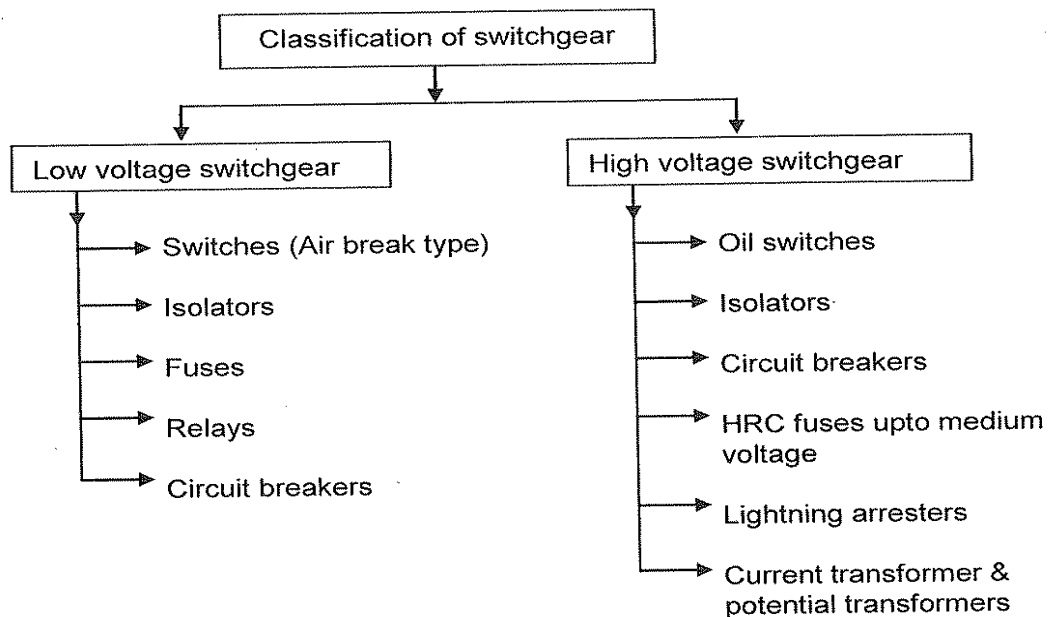 Classification of switchgear
Low voltage switchgear
Switches (Air break type)
Isolators
Fuses
Relays
Circuit breakers
High voltage switchgear
Oil switches
Isolators
Circuit breakers
HRC fuses upto medium
voltage
Lightning arresters
Current transformer &
potential transformers